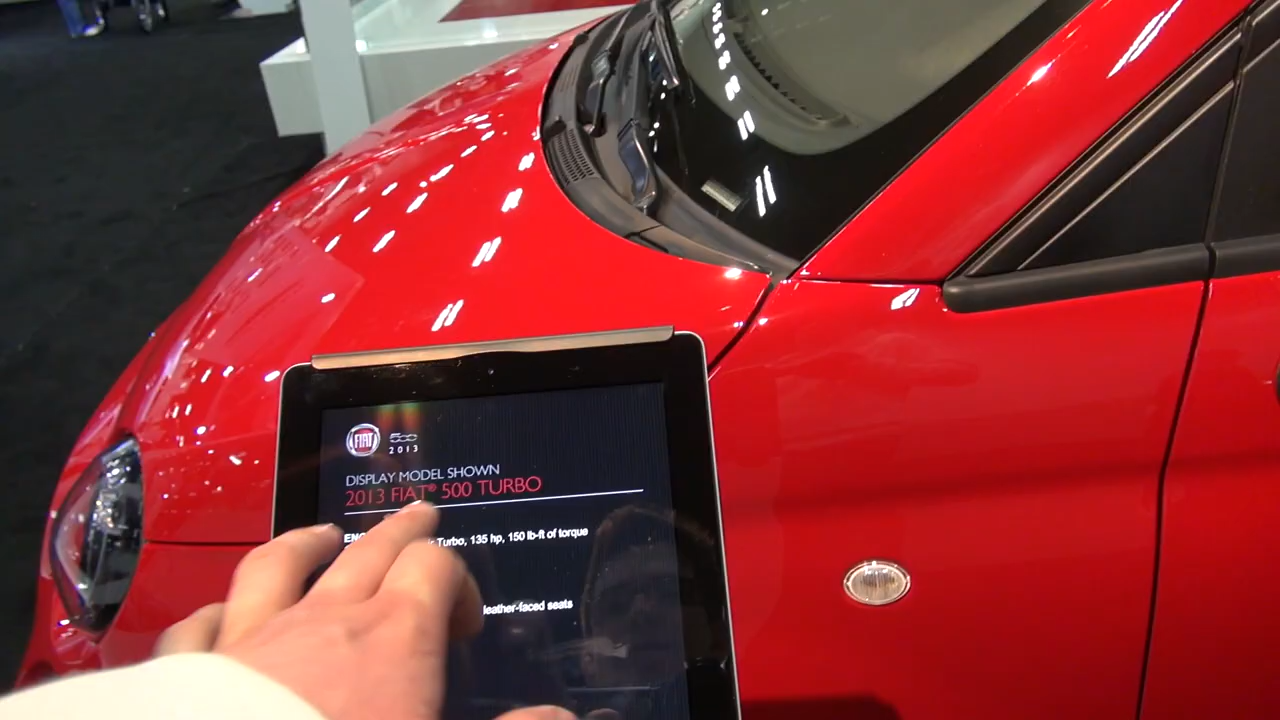 FIAT 500
2013
DISPLAY MODEL SHOWN
2013 FIAT® 500 TURBO
Turbo, 135 hp, 150 lb-ft of torque
leather-faced seats